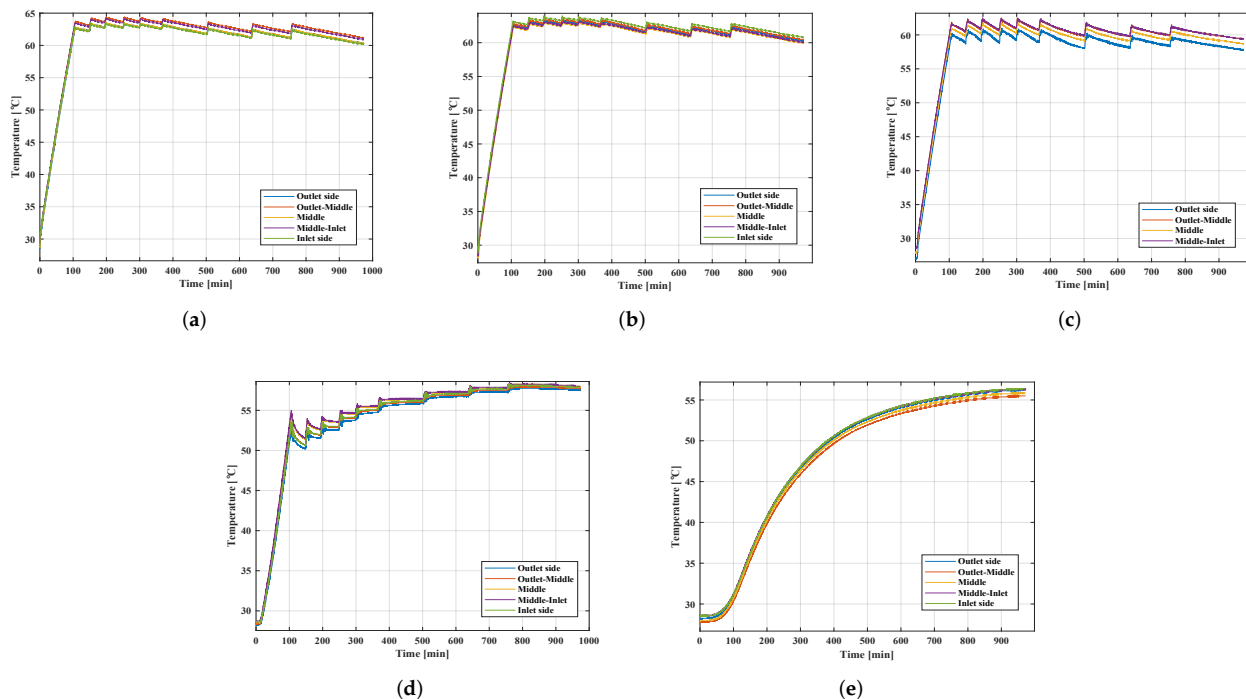 65
60
55
50
45
40
35
30
0 100 200 300 400 500 600 700 800 900 1000
Temperature [°C]
Time [min]
Outlet side
Outlet-Middle
Middle
Middle-Inlet
Inlet side
(a)
60
55
50
45
40
35
30
0 100 200 300 400 500 600 700 800 900
Temperature [°C]
Time [min]
Outlet side
Outlet-Middle
Middle
Middle-Inlet
Inlet side
(b)
60
55
50
45
40
35
30
0 100 200 300 400 500 600 700 800 900
Temperature [°C]
Time [min]
Outlet side
Outlet-Middle
Middle
Middle-Inlet
(c)
55
50
45
40
35
30
0 100 200 300 400 500 600 700 800 900 1000
Temperature [°C]
Time [min]
Outlet side
Outlet-Middle
Middle
Middle-Inlet
Inlet side
(d)
55
50
45
40
35
30
0 100 200 300 400 500 600 700 800 900
Temperature [°C]
Time [min]
Outlet side
Outlet-Middle
Middle
Middle-Inlet
Inlet side
(e)